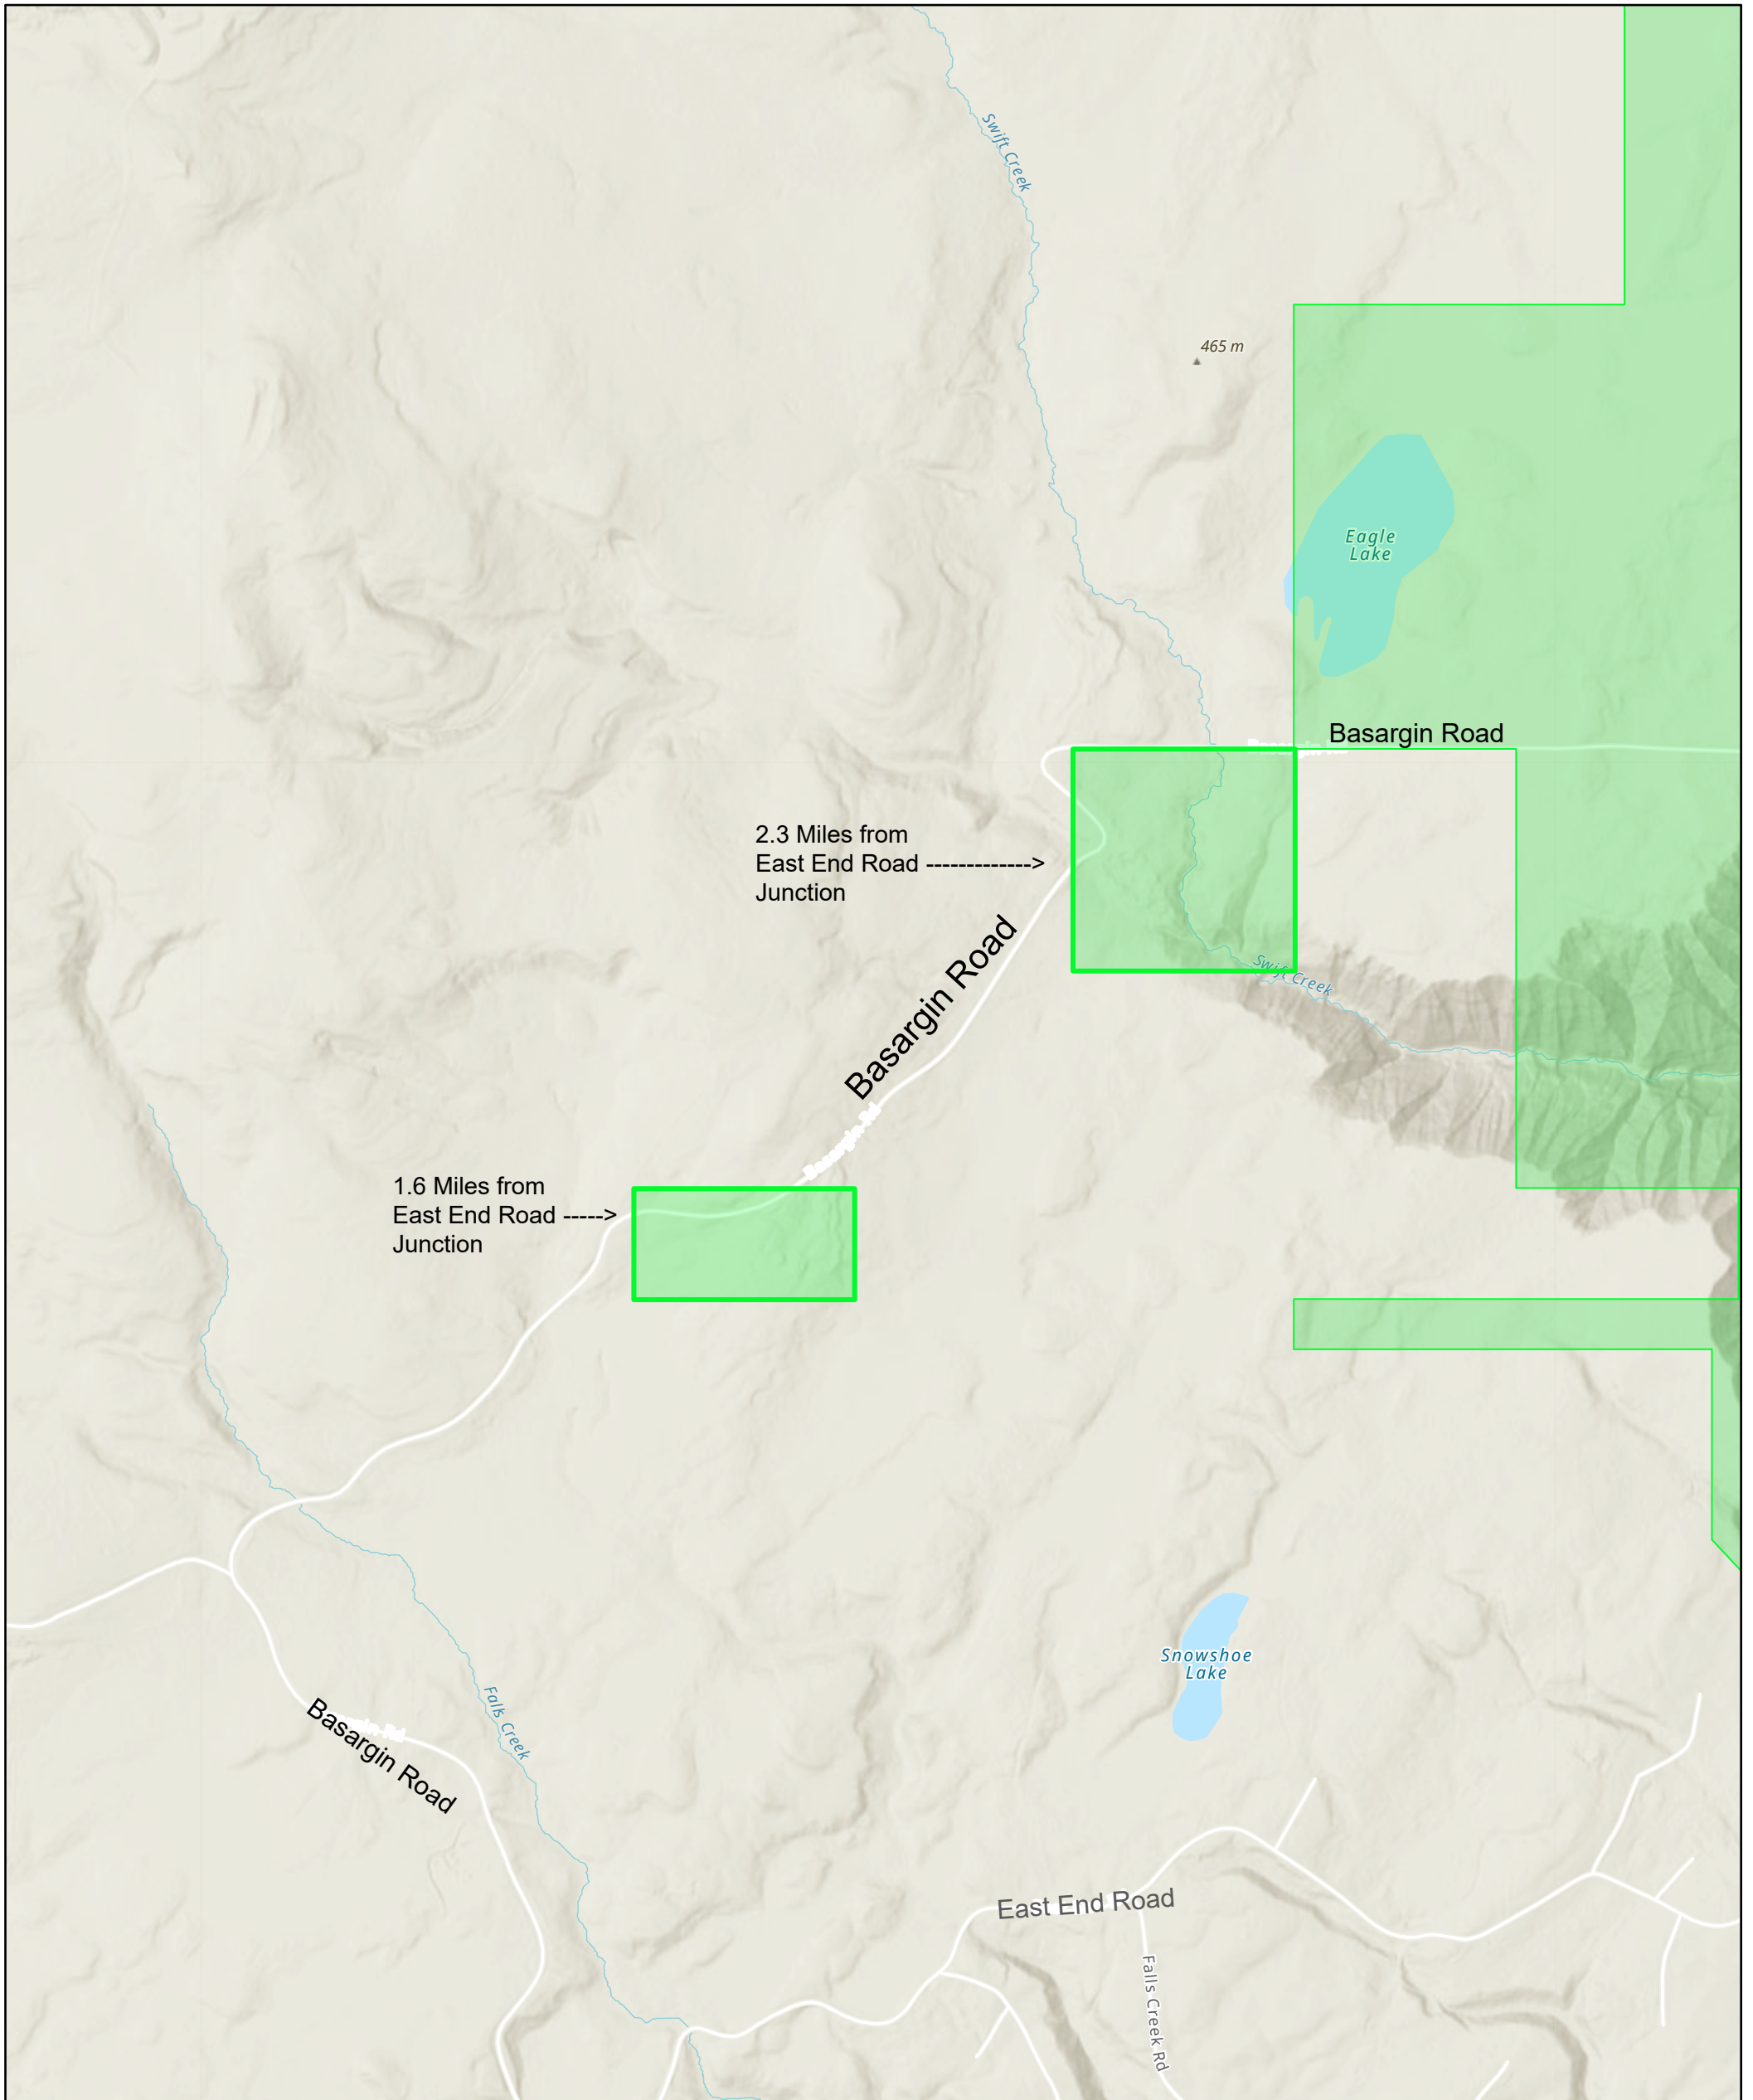 Swift Creek
465 m
Eagle
Lake
Basargin Road
2.3 Miles from
East End Road ------------->
Junction
Basargin Road
Swift Creek
1.6 Miles from
East End Road ----->
Junction
Snowshoe
Lake
Falls Creek
Basargin Road
East End Road
Falls Creek Rd